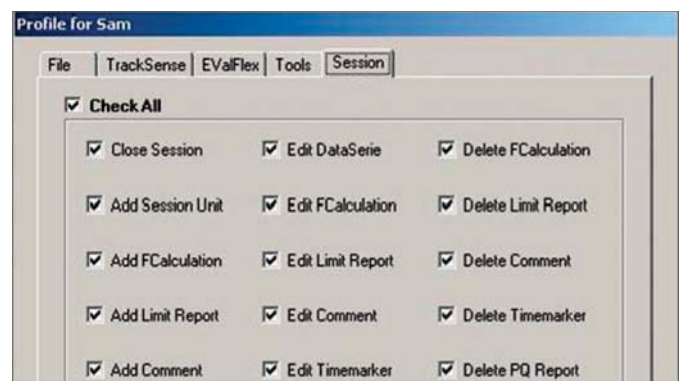 Profile for Sam
File TrackSense EValFlex Tools Session
Check All
Close Session Edit DataSerie Delete FCalculation
Add Session Unit Edit FCalculation Delete Limit Report
Add FCalculation Edit Limit Report Delete Comment
Add Limit Report Edit Comment Delete Timemarker
Add Comment Edit Timemarker Delete PQ Report